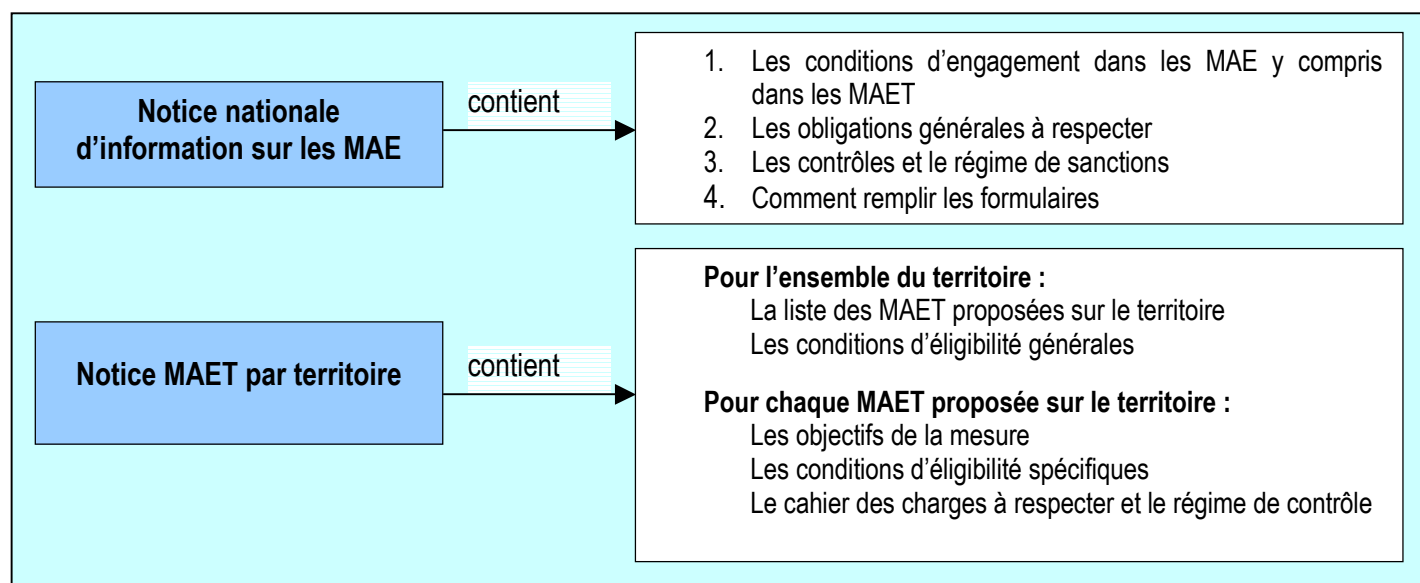 Notice nationale
d’information sur les MAE
contient
1. Les conditions d’engagement dans les MAE y compris
dans les MAET
2. Les obligations générales à respecter
3. Les contrôles et le régime de sanctions
4. Comment remplir les formulaires
Notice MAET par territoire
contient
Pour l’ensemble du territoire :
La liste des MAET proposées sur le territoire
Les conditions d’éligibilité générales
Pour chaque MAET proposée sur le territoire :
Les objectifs de la mesure
Les conditions d’éligibilité spécifiques
Le cahier des charges à respecter et le régime de contrôle